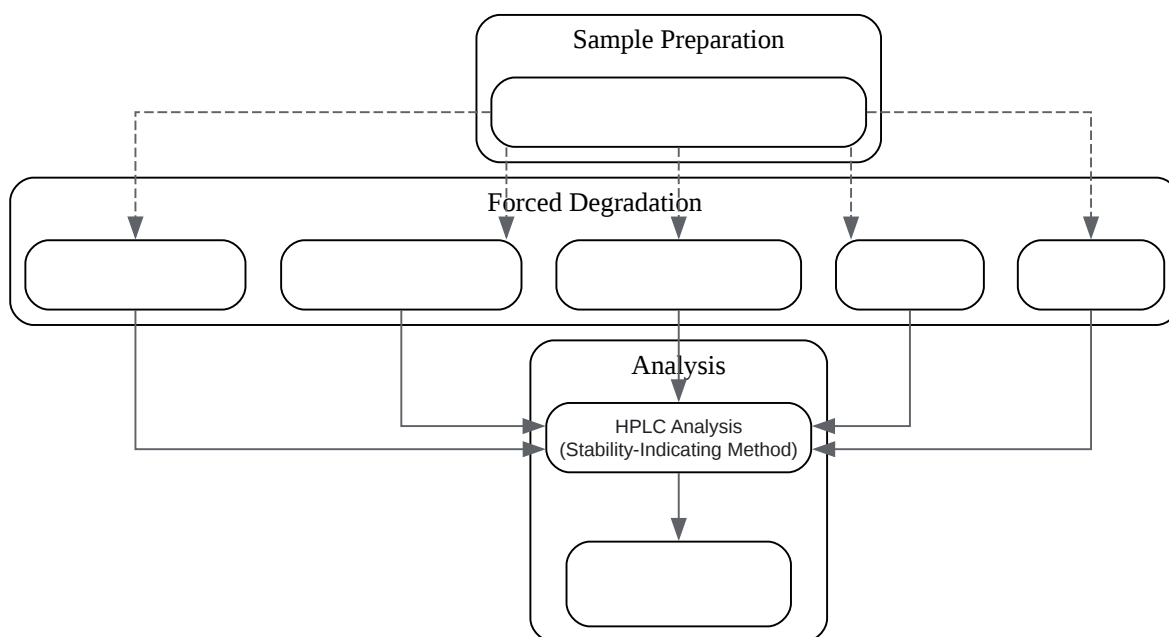 Sample Preparation
Forced Degradation
Analysis
HPLC Analysis
(Stability-Indicating Method)